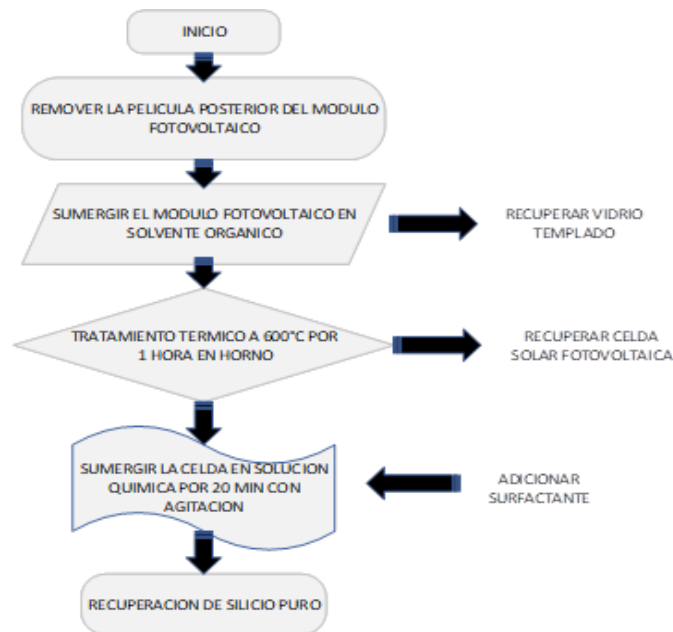 INICIO
REMOVER LA PELICULA POSTERIOR DEL MODULO
FOTOVOLTAICO
SUMERGIR EL MODULO FOTOVOLTAICO EN
SOLVENTE ORGANICO
RECUPERAR VIDRIO
TEMPLADO
TRATAMIENTO TERMICO A 600°C POR
1 HORA EN HORNO
RECUPERAR CELDA
SOLAR FOTOVOLTAICA
SUMERGIR LA CELDA EN SOLUCION
QUIMICA POR 20 MIN CON
AGITACION
ADICIONAR
SURFACTANTE
RECUPERACION DE SILICIO PURO